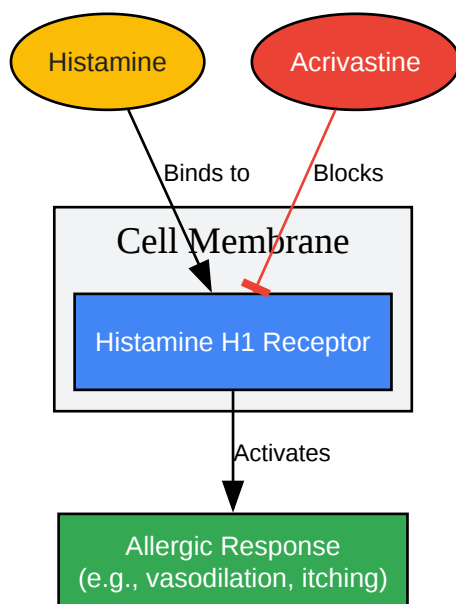 Histamine
Acrivastine
Binds to
Blocks
Cell Membrane
Histamine H1 Receptor
Activates
Allergic Response
(e.g., vasodilation, itching)